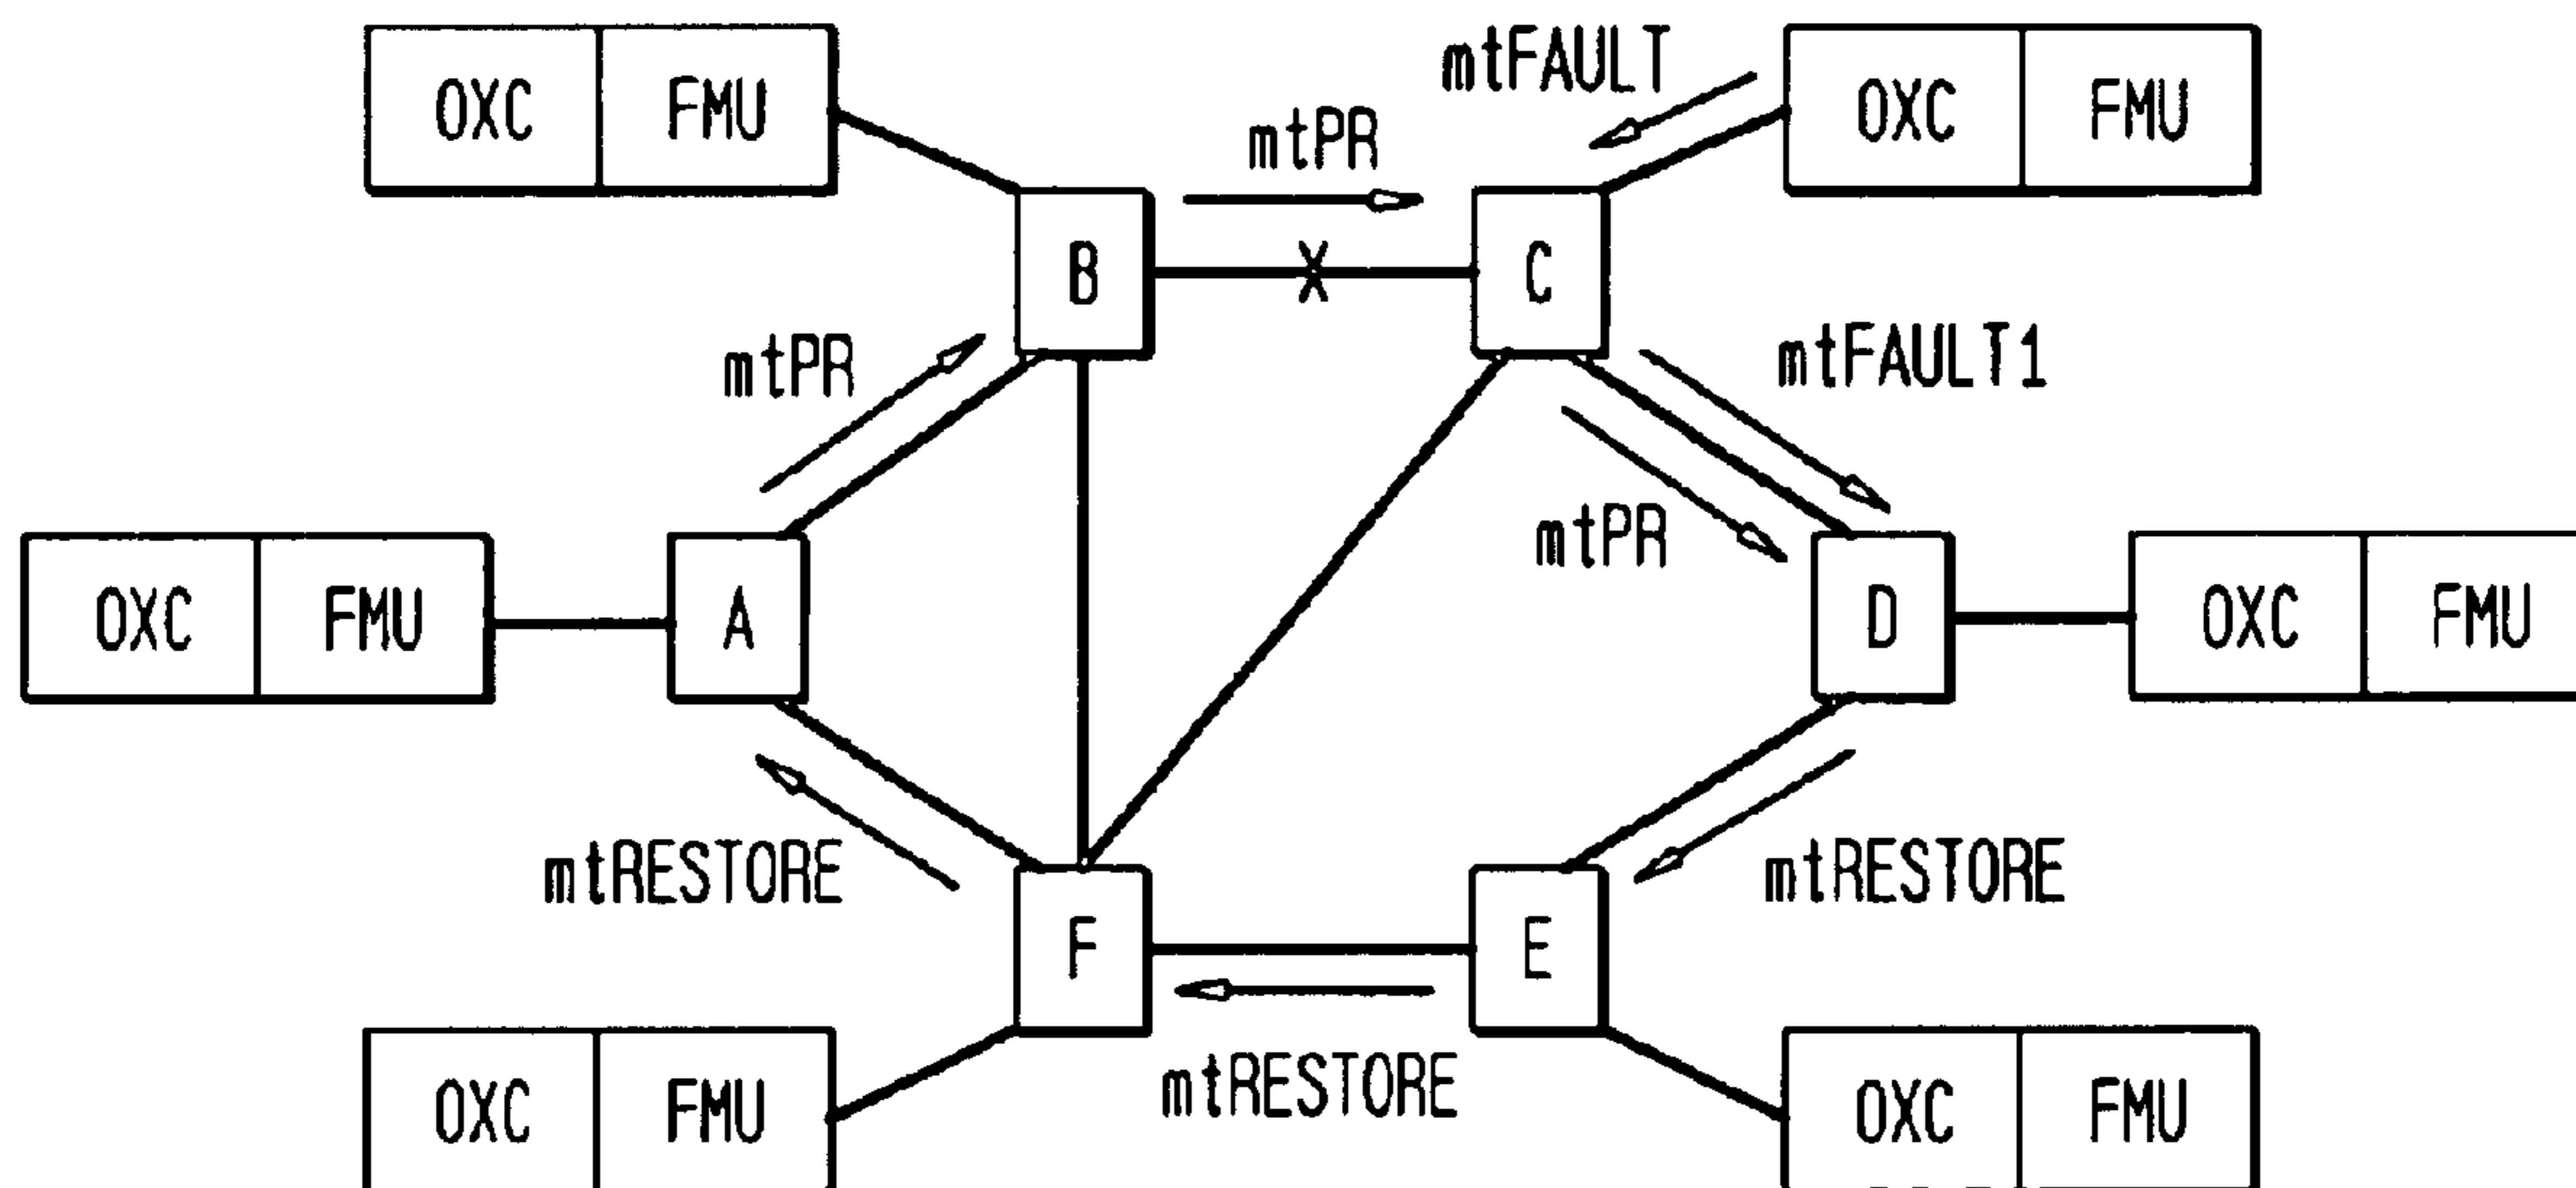 OXC FMU
mtFAULT
OXC FMU
mtPR
B
X
C
mtPR
mtFAULT1
mtPR
OXC FMU
A
D
OXC FMU
mtRESTORE
mtRESTORE
F
E
mtRESTORE
OXC FMU
OXC FMU